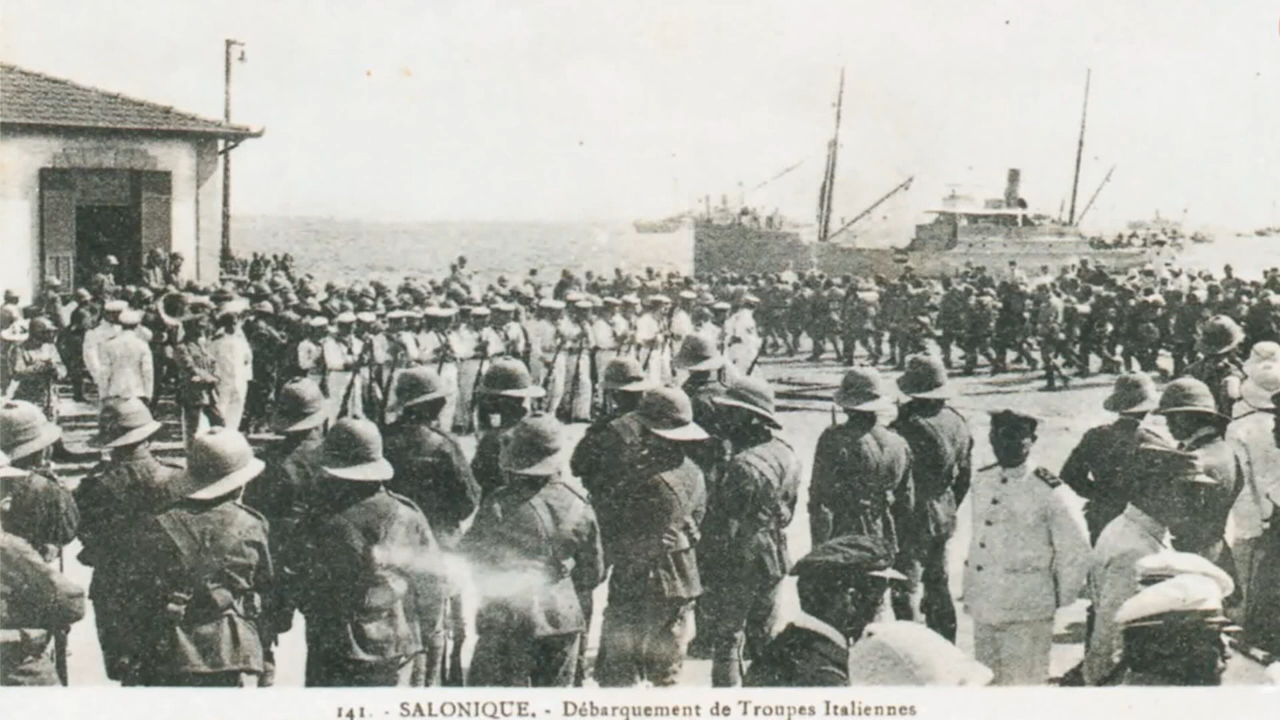 141. - SALONIQUE. - Débarquement de Troupes Italiennes